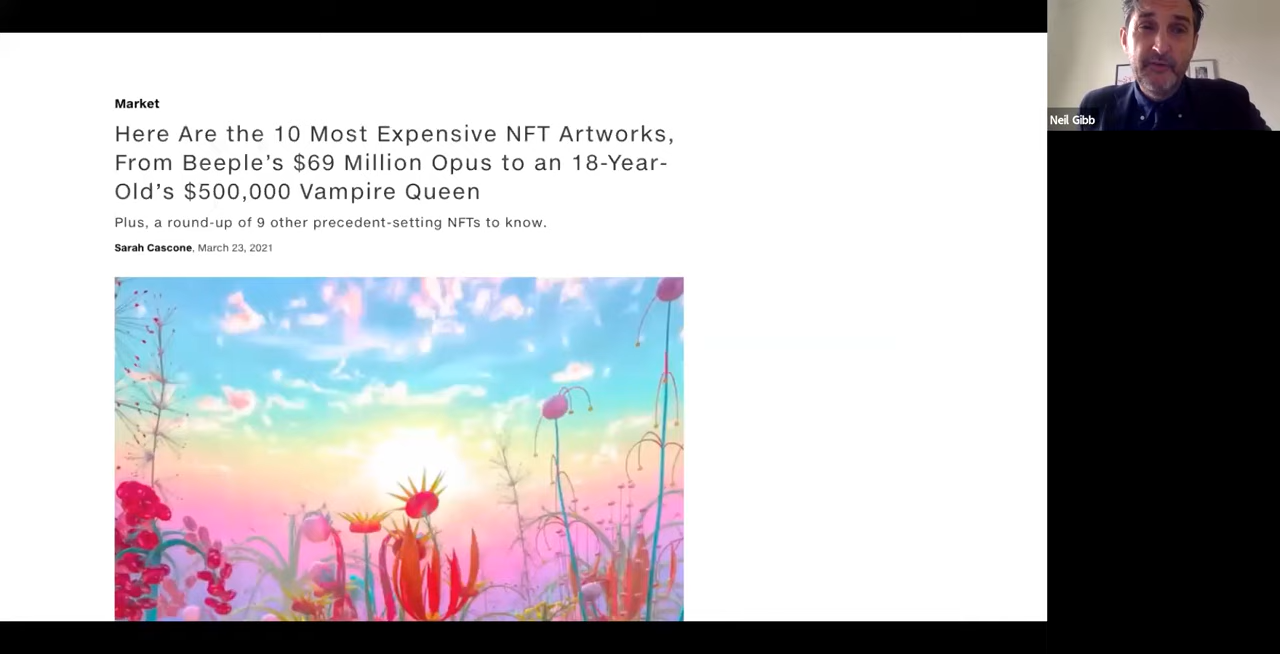 Market
Here Are the 10 Most Expensive NFT Artworks,
From Beeple’s $69 Million Opus to an 18-Year-
Old’s $500,000 Vampire Queen
Plus, a round-up of 9 other precedent-setting NFTs to know.
Sarah Cascone, March 23, 2021
Neil Gibb